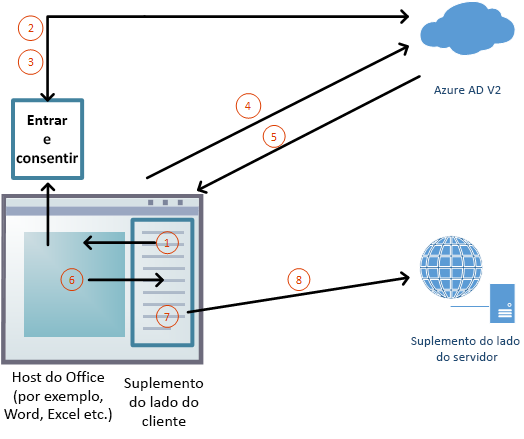 2
3
Entrar
e
consentir
Azure AD V2
4
5
1
6
7
8
Host do Office
(por exemplo,
Word, Excel etc.)
Suplemento
do lado do
cliente
Suplemento do lado
do servidor